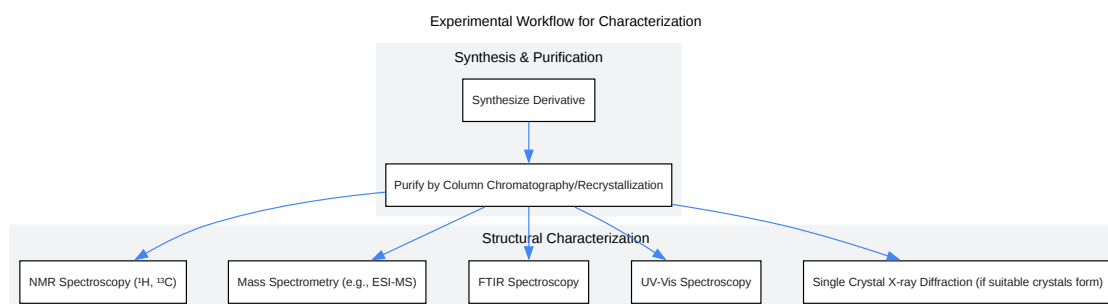 Experimental Workflow for Characterization
Synthesis & Purification
Synthesize Derivative
Purify by Column Chromatography/Recrystallization
Structural Characterization
NMR Spectroscopy (¹H, ¹³C)
Mass Spectrometry (e.g., ESI-MS)
FTIR Spectroscopy
UV-Vis Spectroscopy
Single Crystal X-ray Diffraction (if suitable crystals form)